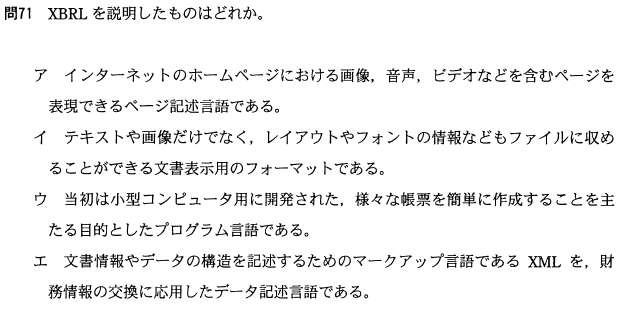 問71 XBRL を説明したものはどれか。
ア インターネットのホームページにおける画像，音声，ビデオなどを含むページを
表現できるページ記述言語である。
イ テキストや画像だけでなく，レイアウトやフォントの情報などもファイルに収め
ることができる文書表示用のフォーマットである。
ウ 当初は小型コンピュータ用に開発された，様々な帳票を簡単に作成することを主
たる目的としたプログラム言語である。
エ 文書情報やデータの構造を記述するためのマークアップ言語である XML を，財
務情報の交換に応用したデータ記述言語である。